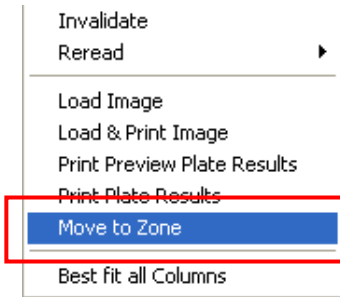 Invalidate
Reread
Load Image
Load & Print Image
Print Preview Plate Results
Print Plate Results
Move to Zone
Best fit all Columns